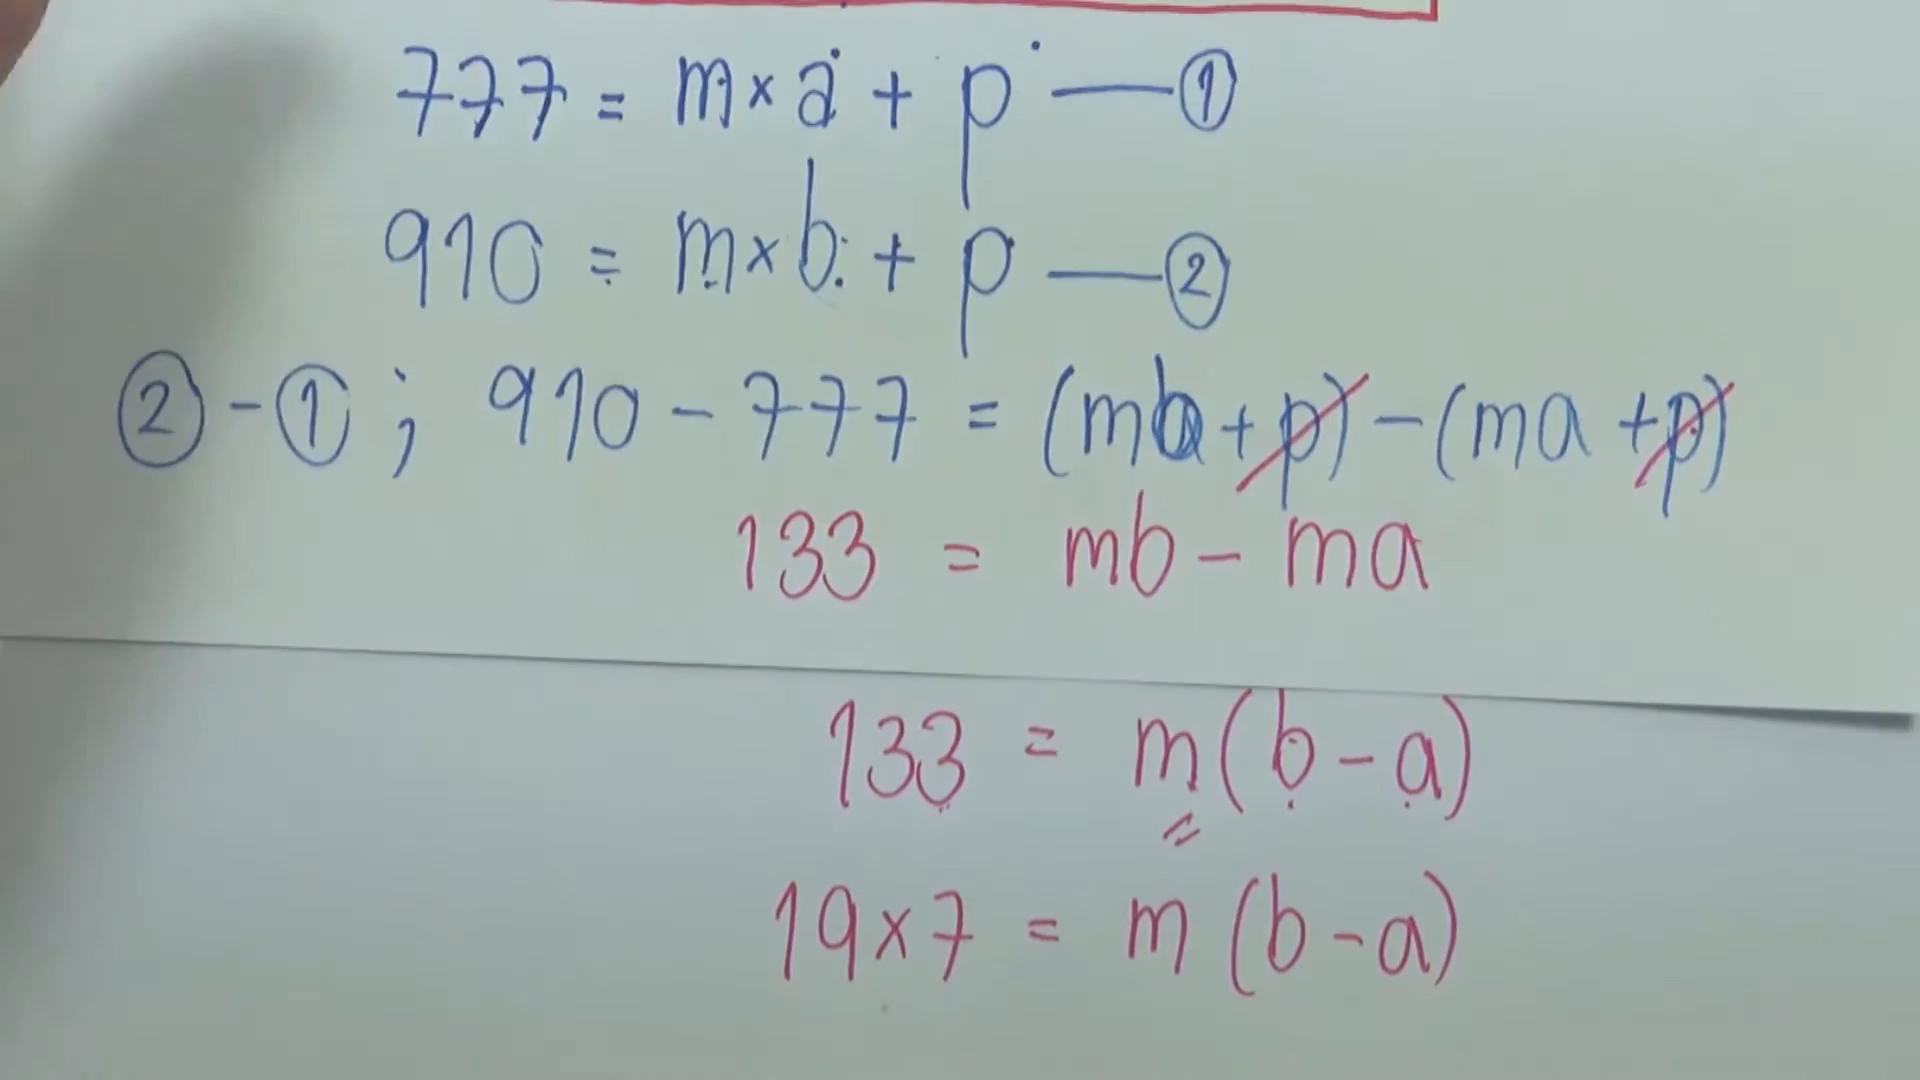 777 = m × a + p — ①
910 = m × b + p — ②
② - ① ; 910 - 777 = (mb + p) - (ma + p)
133 = mb - ma
133 = m(b - a)
19 × 7 = m (b - a)